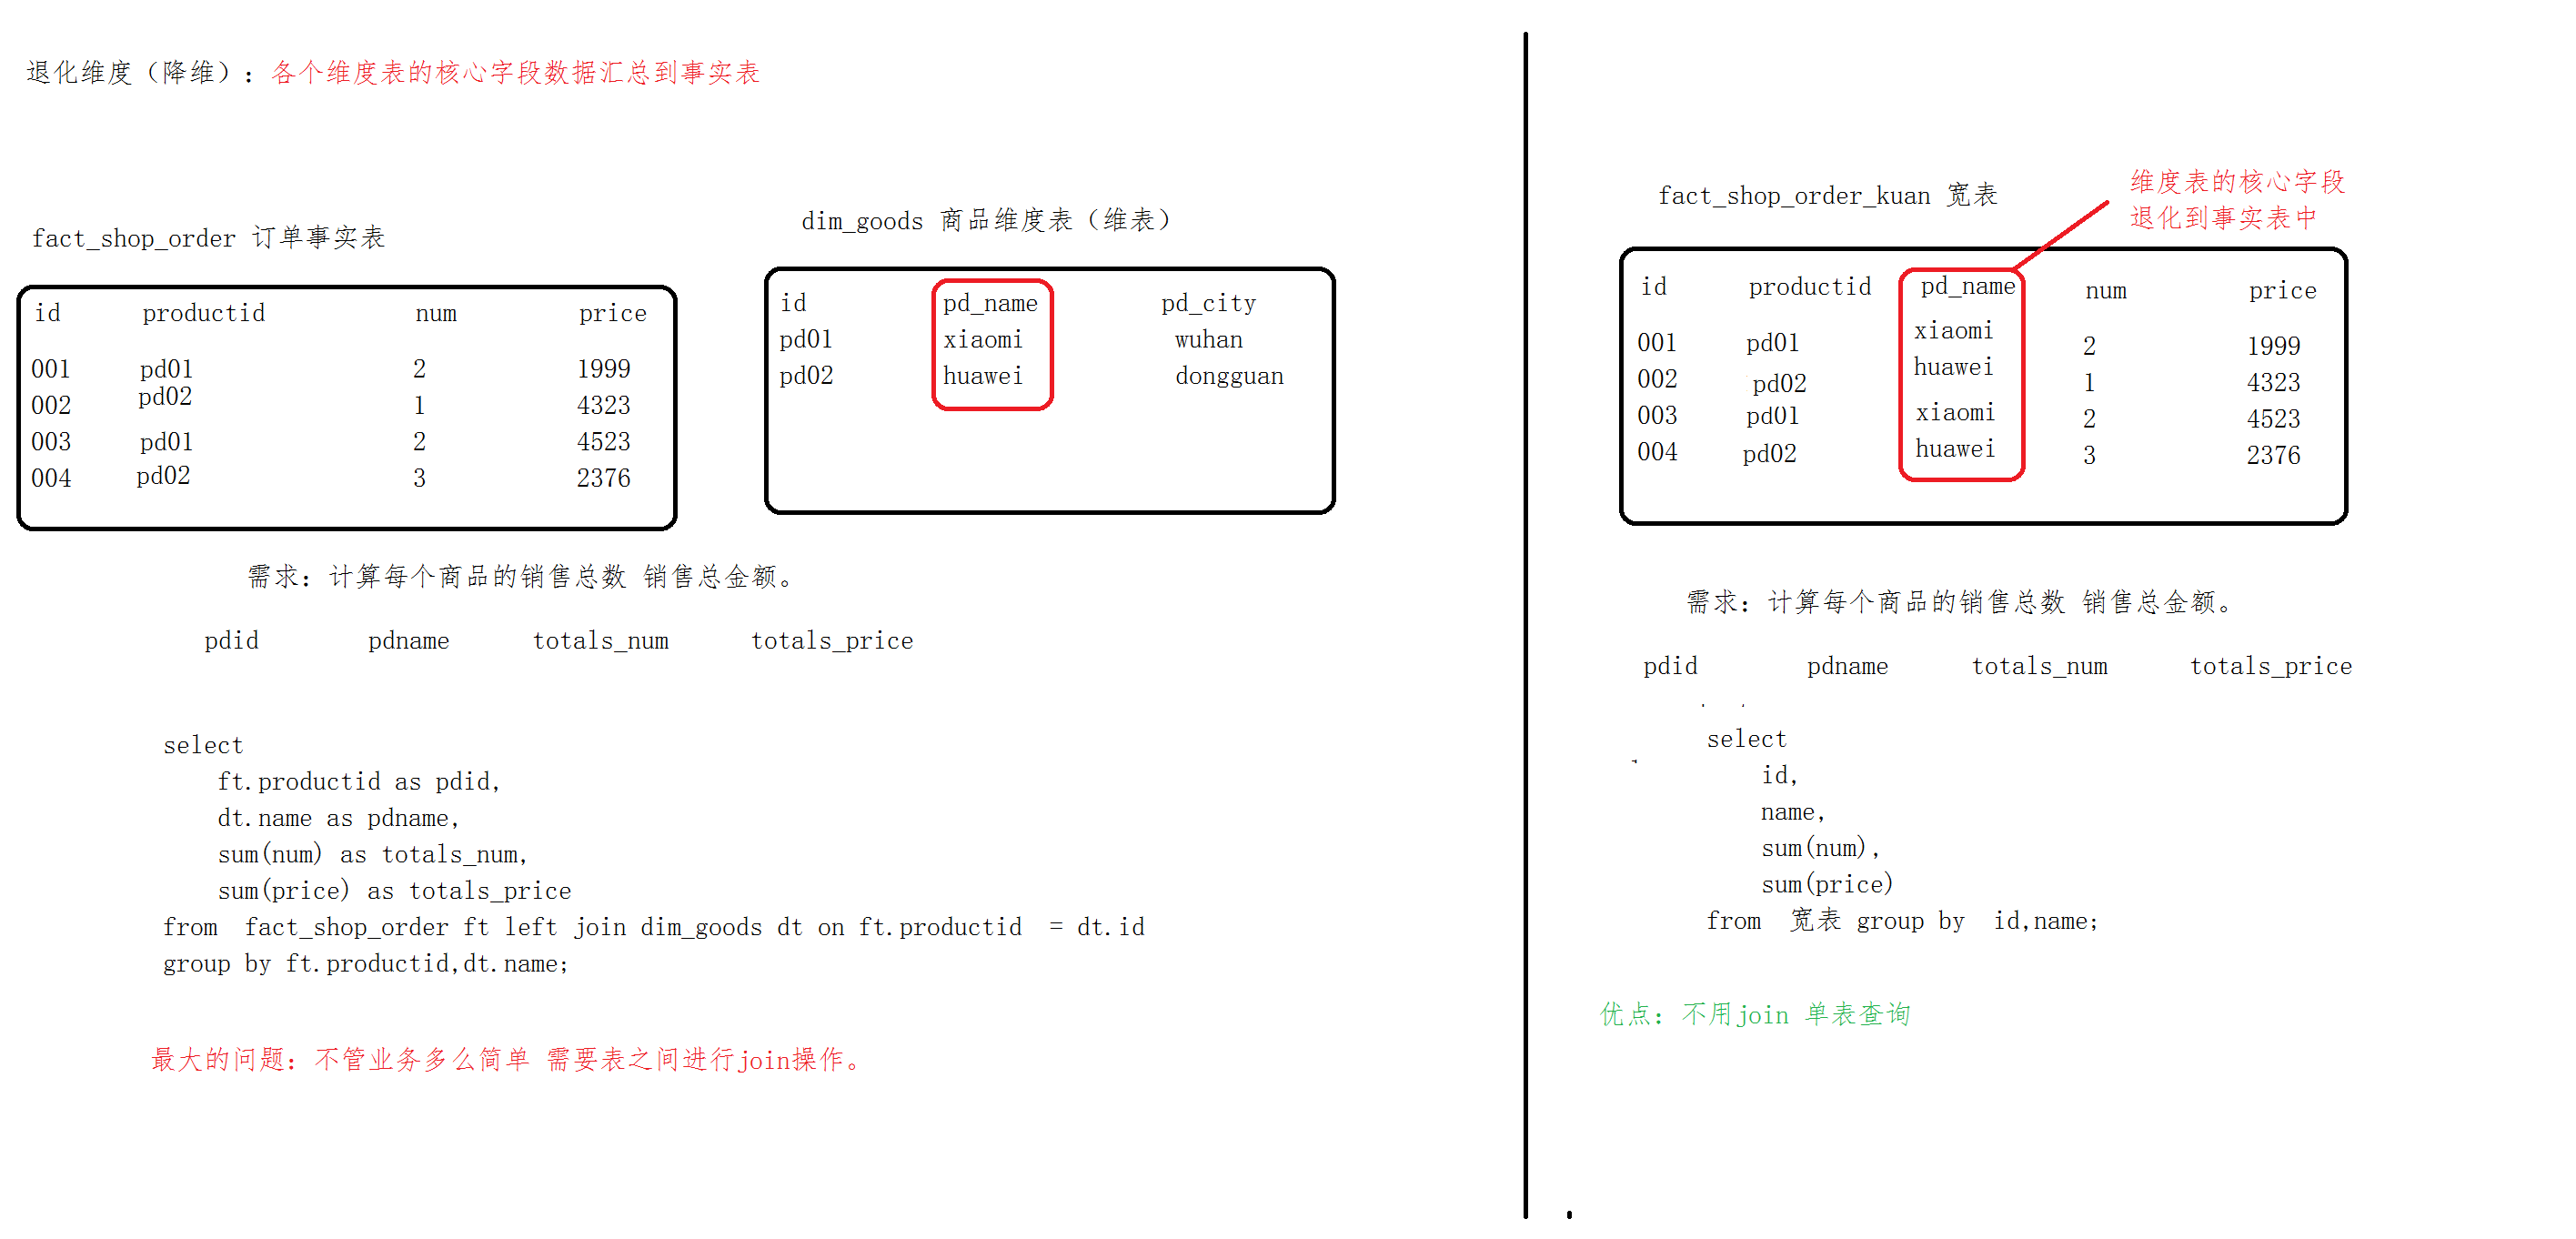 退化维度（降维）：各个维度表的核心字段数据汇总到事实表
fact_shop_order 订单事实表
id productid num price
001 pd01 2 1999
002 pd02 1 4323
003 pd01 2 4523
004 pd02 3 2376
dim_goods 商品维度表（维表）
id pd_name pd_city
pd01 xiaomi wuhan
pd02 huawei dongguan
需求：计算每个商品的销售总数 销售总金额。
pdid pdname totals_num totals_price
select
ft.productid as pdid,
dt.name as pdname,
sum(num) as totals_num,
sum(price) as totals_price
from fact_shop_order ft left join dim_goods dt on ft.productid = dt.id
group by ft.productid,dt.name;
最大的问题：不管业务多么简单 需要表之间进行join操作。
fact_shop_order_kuan 宽表
维度表的核心字段
退化到事实表中
id productid pd_name num price
001 pd01 xiaomi 2 1999
002 pd02 huawei 1 4323
003 pd01 xiaomi 2 4523
004 pd02 huawei 3 2376
需求：计算每个商品的销售总数 销售总金额。
pdid pdname totals_num totals_price
select
id,
name,
sum(num),
sum(price)
from 宽表 group by id,name;
优点：不用join 单表查询